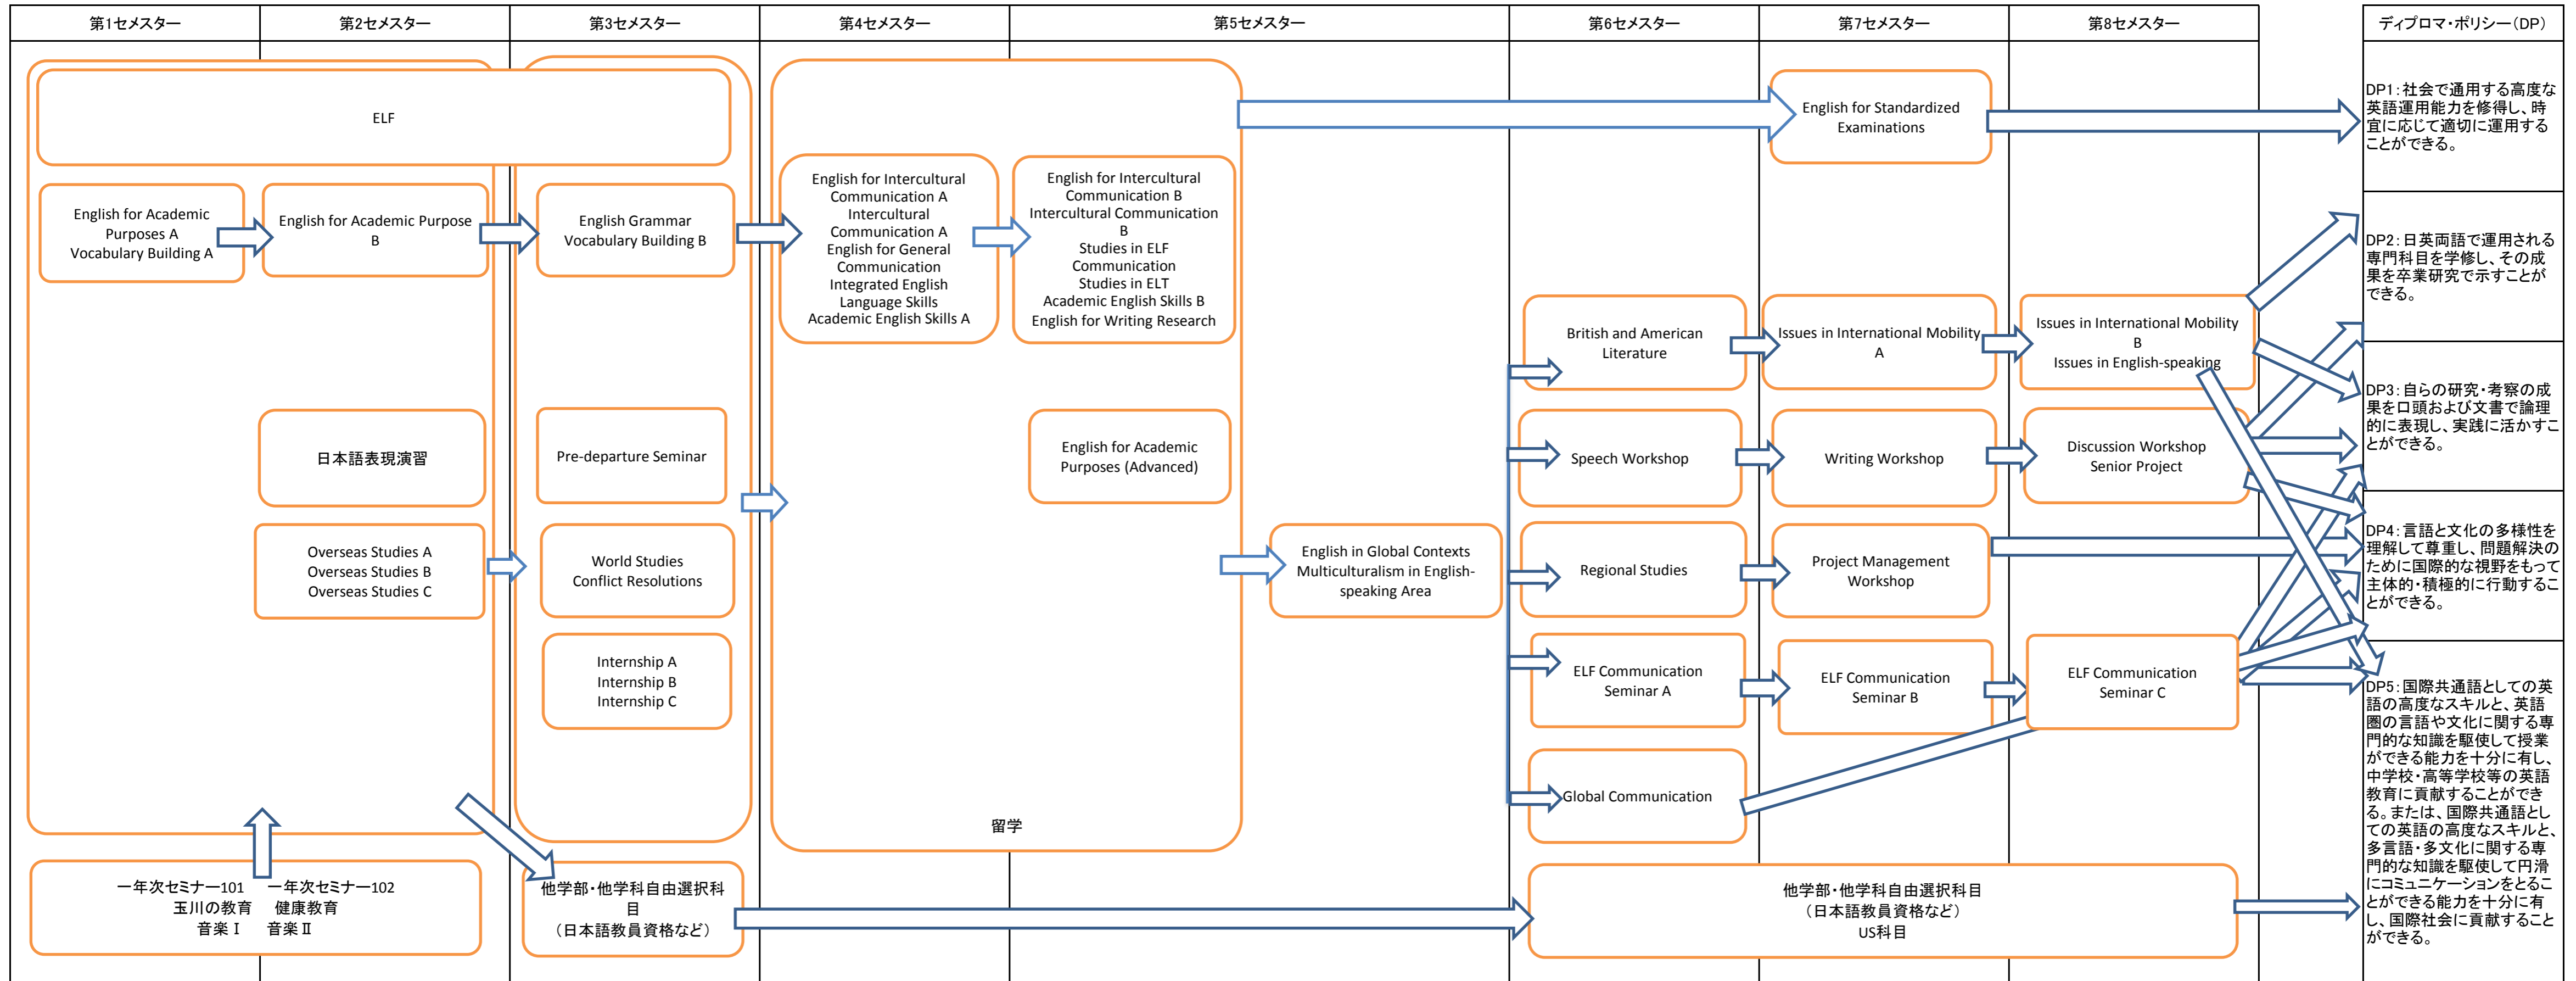 第1セメスター
第2セメスター
第3セメスター
第4セメスター
第5セメスター
第6セメスター
第7セメスター
第8セメスター
ディプロマ・ポリシー(DP)
ELF
English for Academic
Purposes A
Vocabulary Building A
English for Academic Purpose
B
English Grammar
Vocabulary Building B
English for Intercultural
Communication A
Intercultural
Communication A
English for General
Communication
Integrated English
Language Skills
Academic English Skills A
English for Intercultural
Communication B
Intercultural Communication
B
Studies in ELF
Communication
Studies in ELT
Academic English Skills B
English for Writing Research
English for Standardized
Examinations
British and American
Literature
Issues in International Mobility
A
Issues in International Mobility
B
Issues in English-speaking
日本語表現演習
Pre-departure Seminar
English for Academic
Purposes (Advanced)
Speech Workshop
Writing Workshop
Discussion Workshop
Senior Project
Overseas Studies A
Overseas Studies B
Overseas Studies C
World Studies
Conflict Resolutions
English in Global Contexts
Multiculturalism in English-
speaking Area
Regional Studies
Project Management
Workshop
Internship A
Internship B
Internship C
ELF Communication
Seminar A
ELF Communication
Seminar B
ELF Communication
Seminar C
Global Communication
留学
一年次セミナー101 一年次セミナー102
玉川の教育 健康教育
音楽Ⅰ 音楽Ⅱ
他学部・他学科自由選択科
目
(日本語教員資格など)
他学部・他学科自由選択科目
(日本語教員資格など)
US科目
DP1:社会で通用する高度な
英語運用能力を修得し、時
宜に応じて適切に運用する
ことができる。
DP2:日英両語で運用される
専門科目を学修し、その成
果を卒業研究で示すことが
できる。
DP3:自らの研究・考察の成
果を口頭および文書で論理
的に表現し、実践に活かすこ
とができる。
DP4:言語と文化の多様性を
理解して尊重し、問題解決の
ために国際的な視野をもって
主体的・積極的に行動するこ
とができる。
DP5:国際共通語としての英
語の高度なスキルと、英語
圏の言語や文化に関する専
門的な知識を駆使して授業
ができる能力を十分に有し、
中学校・高等学校等の英語
教育に貢献することができ
る。または、国際共通語とし
ての英語の高度なスキルと、
多言語・多文化に関する専
門的な知識を駆使して円滑
にコミュニケーションをとるこ
とができる能力を十分に有
し、国際社会に貢献すること
ができる。